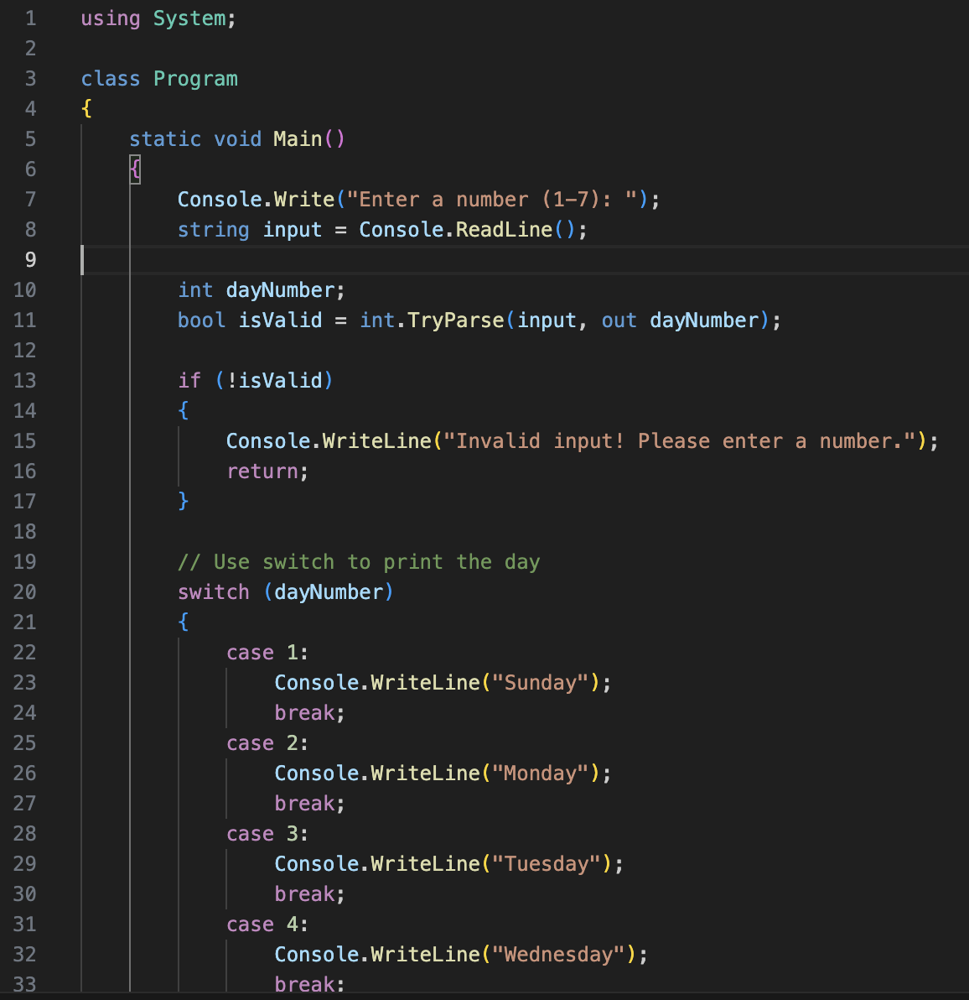 1 using System;
2
3 class Program
4 {
5     static void Main()
6     {
7         Console.Write("Enter a number (1-7): ");
8         string input = Console.ReadLine();
9
10         int dayNumber;
11         bool isValid = int.TryParse(input, out dayNumber);
12
13         if (!isValid)
14         {
15             Console.WriteLine("Invalid input! Please enter a number.");
16             return;
17         }
18
19         // Use switch to print the day
20         switch (dayNumber)
21         {
22             case 1:
23                 Console.WriteLine("Sunday");
24                 break;
25             case 2:
26                 Console.WriteLine("Monday");
27                 break;
28             case 3:
29                 Console.WriteLine("Tuesday");
30                 break;
31             case 4:
32                 Console.WriteLine("Wednesday");
33                 break;